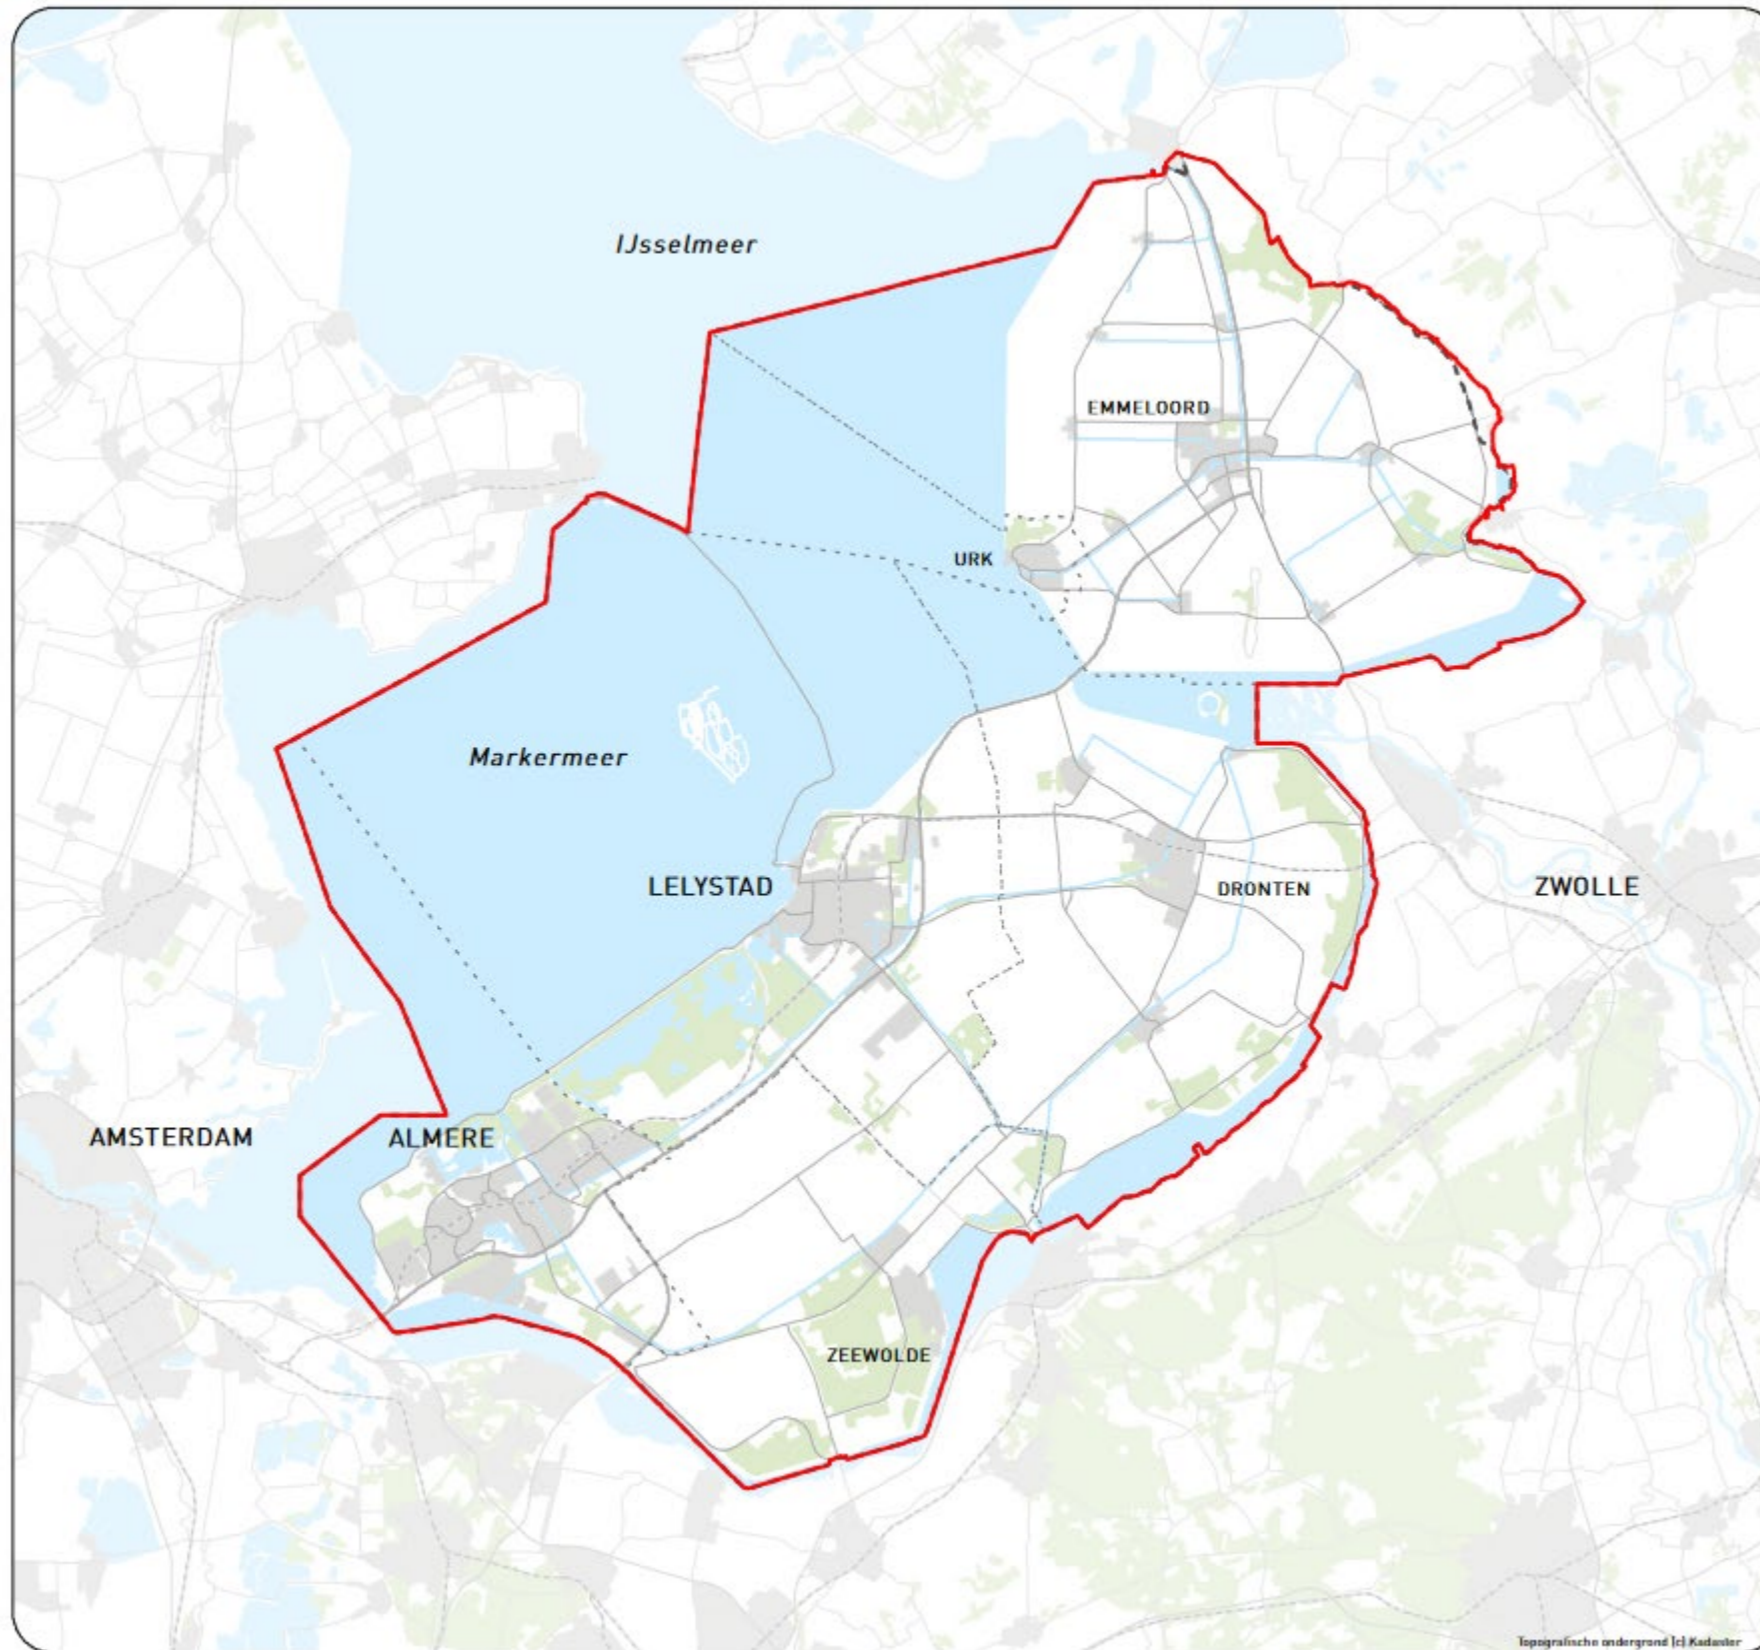 IJsselmeer
EMMELOORD
URK
Markermeer
LELYSTAD
DRONTEN
ZWOLLE
AMSTERDAM
ALMERE
ZEEWOLDE
Topografische ondergrond (c) Kadaster